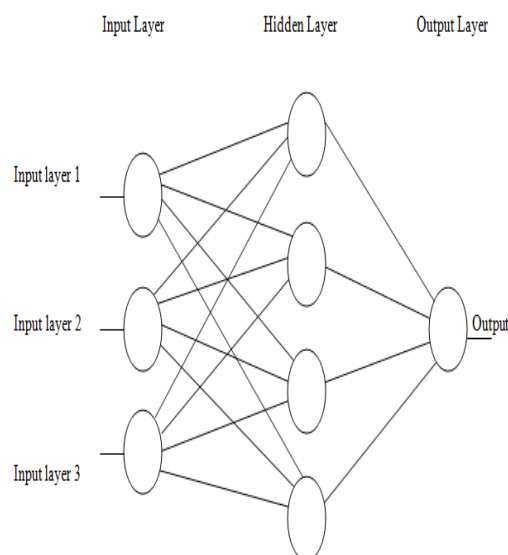 Input Layer
Hidden Layer
Output Layer
Input layer 1
Input layer 2
Output
Input layer 3